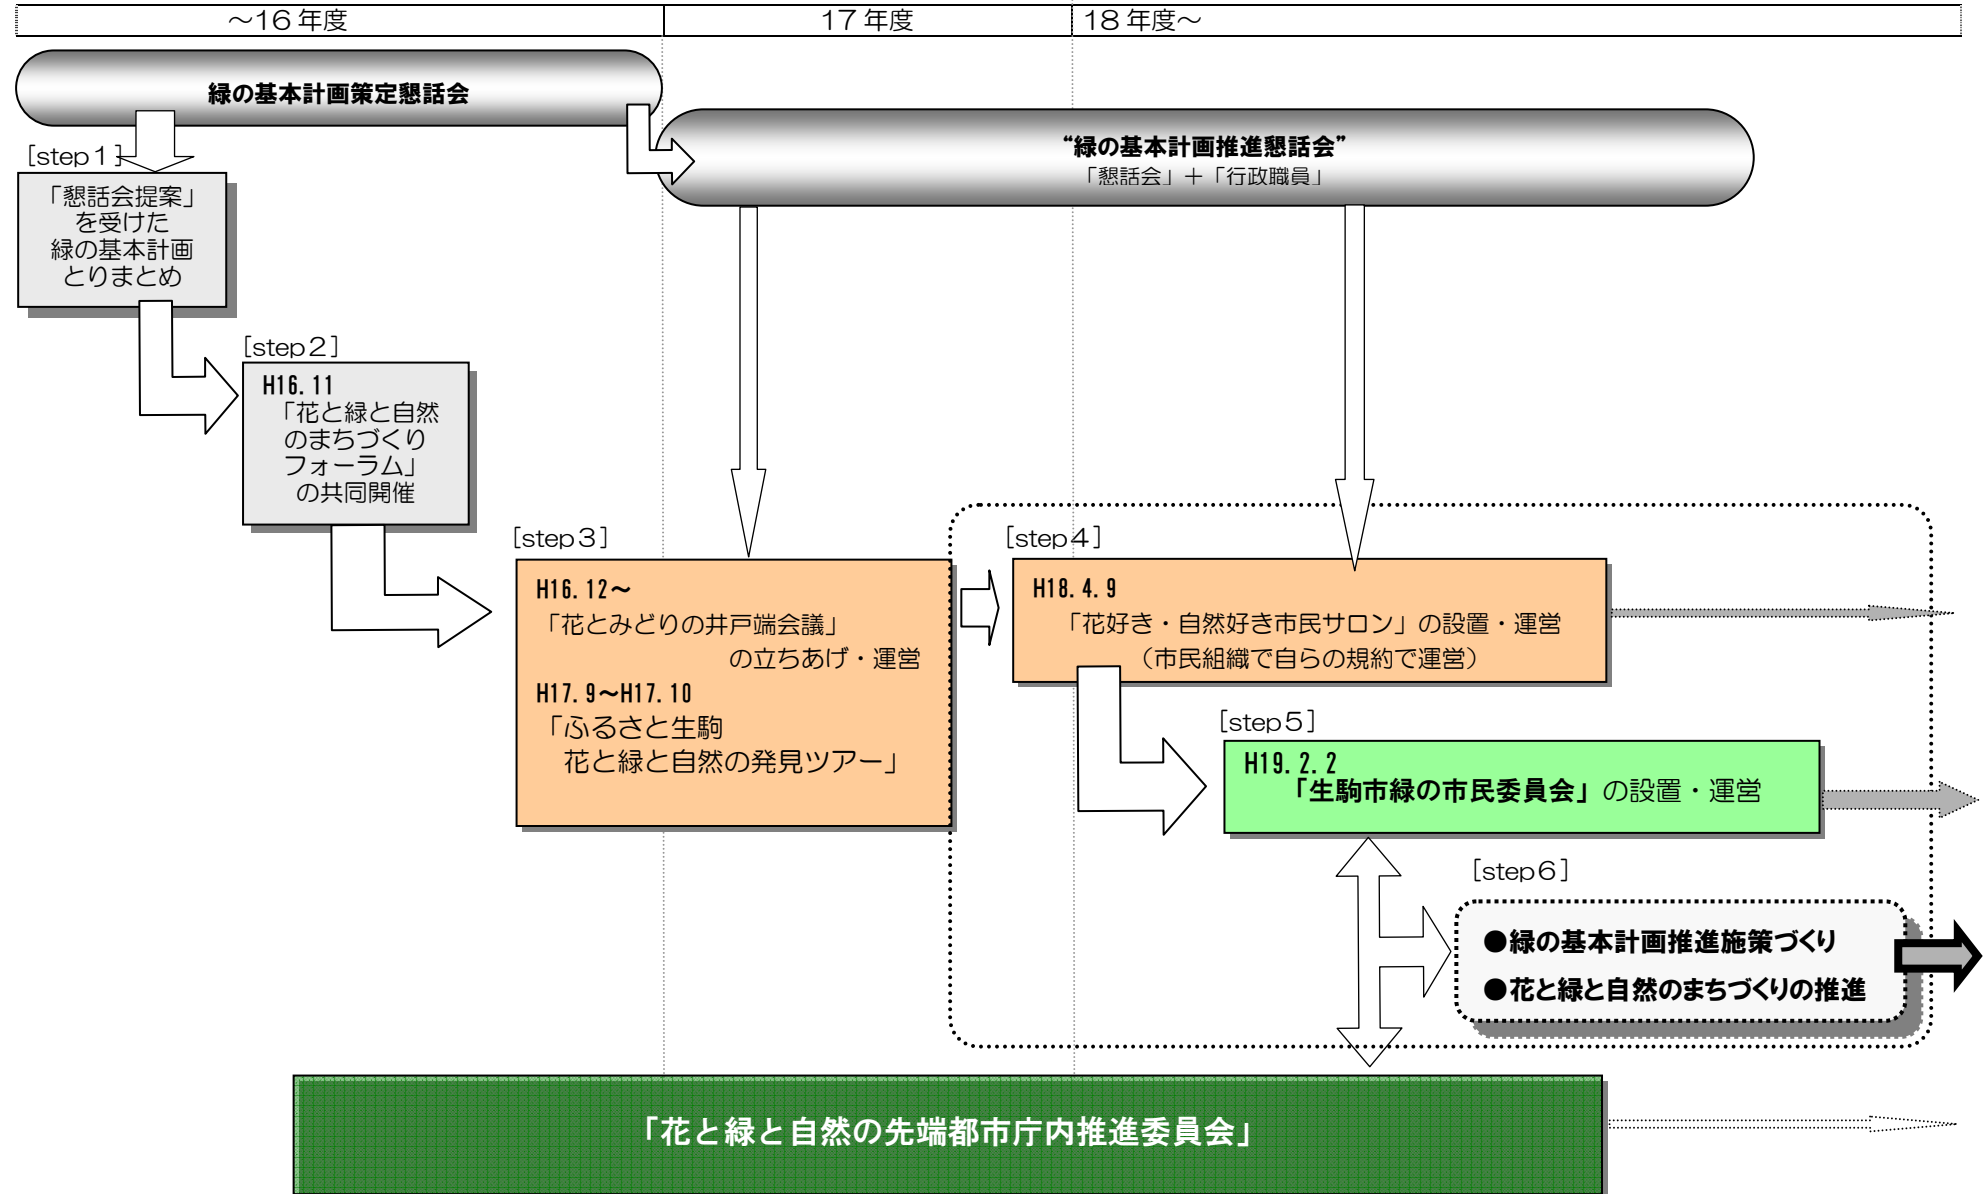 ～16年度
17年度
18年度～
緑の基本計画策定懇話会
“緑の基本計画推進懇話会”
「懇話会」＋「行政職員」
[step1]
「懇話会提案」
を受けた
緑の基本計画
とりまとめ
[step2]
H16.11
「花と緑と自然
のまちづくり
フォーラム」
の共同開催
[step3]
H16.12～
「花とみどりの井戸端会議」
の立ちあげ・運営
H17.9～H17.10
「ふるさと生駒
花と緑と自然の発見ツアー」
[step4]
H18.4.9
「花好き・自然好き市民サロン」の設置・運営
（市民組織で自らの規約で運営）
[step5]
H19.2.2
「生駒市緑の市民委員会」の設置・運営
[step6]
●緑の基本計画推進施策づくり
●花と緑と自然のまちづくりの推進
「花と緑と自然の先端都市庁内推進委員会」